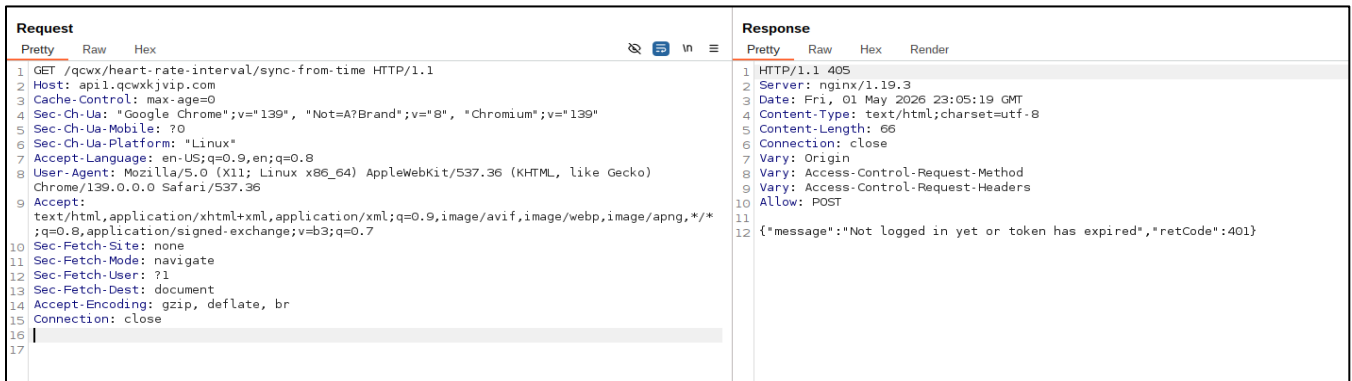 Request
Pretty Raw Hex \n
1 GET /qcwx/heart-rate-interval/sync-from-time HTTP/1.1
2 Host: api1.qcwxkjvip.com
3 Cache-Control: max-age=0
4 Sec-Ch-Ua: "Google Chrome";v="139", "Not=A?Brand";v="8", "Chromium";v="139"
5 Sec-Ch-Ua-Mobile: ?0
6 Sec-Ch-Ua-Platform: "Linux"
7 Accept-Language: en-US;q=0.9,en;q=0.8
8 User-Agent: Mozilla/5.0 (X11; Linux x86_64) AppleWebKit/537.36 (KHTML, like Gecko)
Chrome/139.0.0.0 Safari/537.36
9 Accept:
text/html,application/xhtml+xml,application/xml;q=0.9,image/avif,image/webp,image/apng,*/*
;q=0.8,application/signed-exchange;v=b3;q=0.7
10 Sec-Fetch-Site: none
11 Sec-Fetch-Mode: navigate
12 Sec-Fetch-User: ?1
13 Sec-Fetch-Dest: document
14 Accept-Encoding: gzip, deflate, br
15 Connection: close
16
17
Response
Pretty Raw Hex Render
1 HTTP/1.1 405
2 Server: nginx/1.19.3
3 Date: Fri, 01 May 2026 23:05:19 GMT
4 Content-Type: text/html;charset=utf-8
5 Content-Length: 66
6 Connection: close
7 Vary: Origin
8 Vary: Access-Control-Request-Method
9 Vary: Access-Control-Request-Headers
10 Allow: POST
11
12 {"message":"Not logged in yet or token has expired","retCode":401}